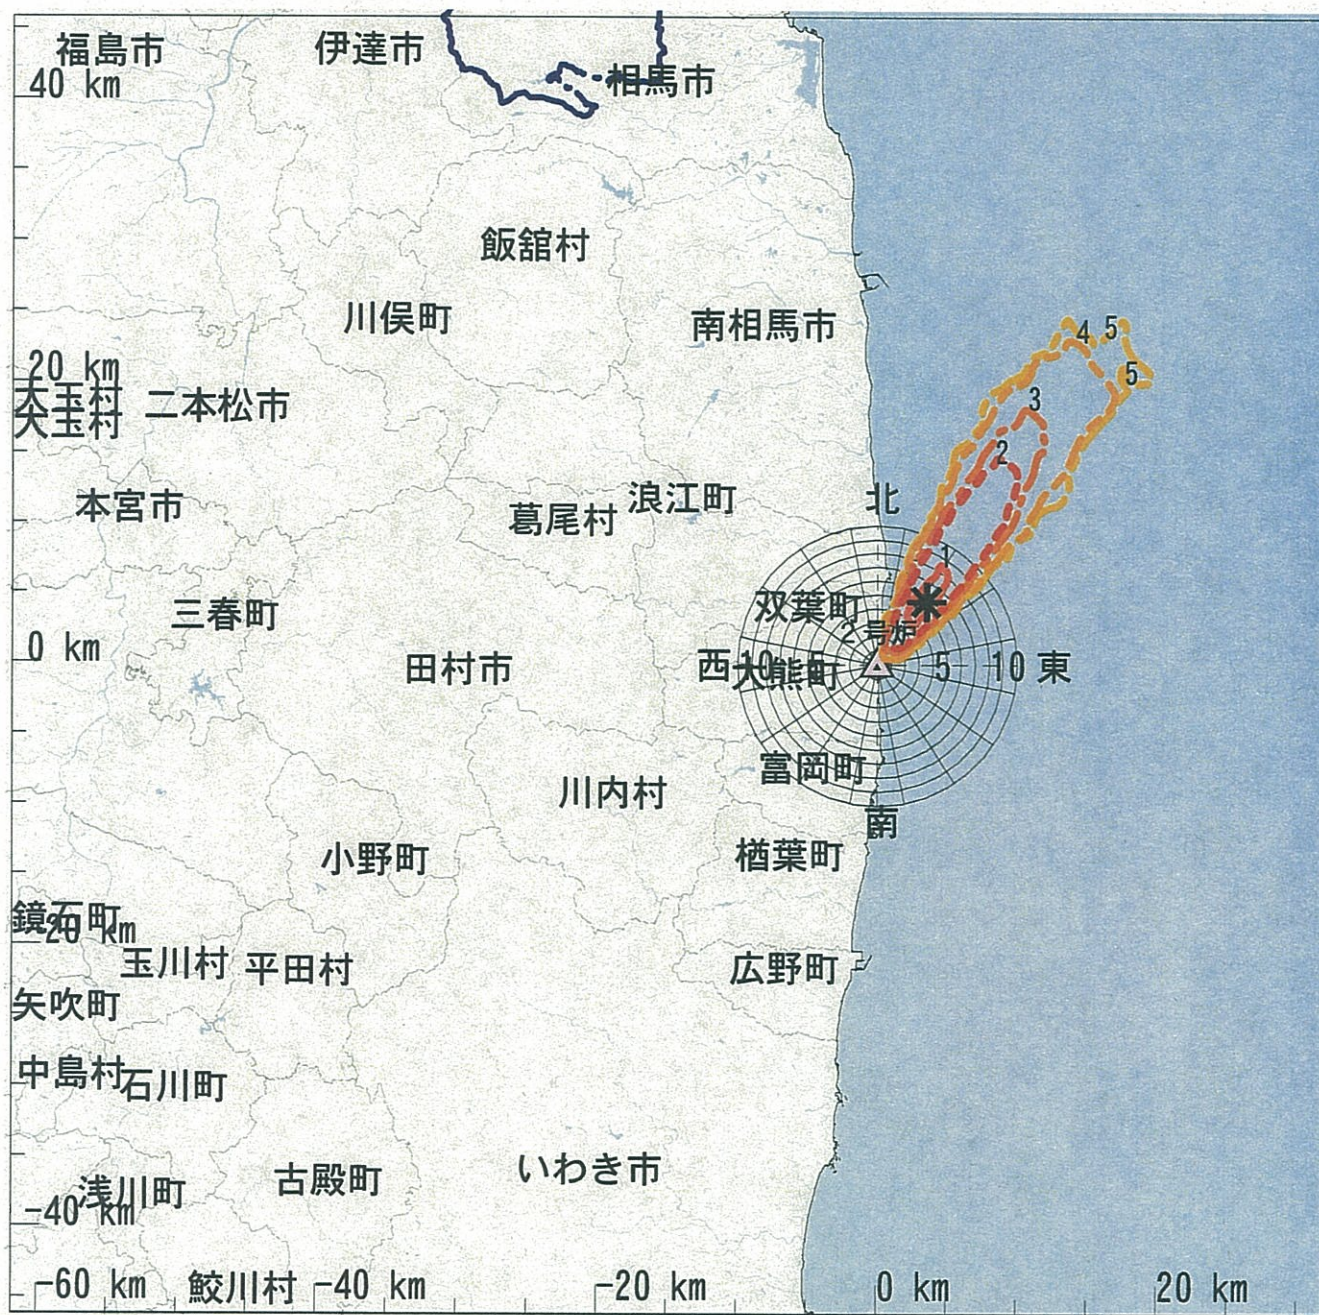 福島市
伊達市
40 km
相馬市
飯舘村
川俣町
南相馬市
20 km
大玉村
大玉村
二本松市
本宮市
葛尾村
浪江町
北
4
5
5
3
2
1
三春町
双葉町
2号炉
0 km
田村市
西
10
5
大熊町
5
10
東
富岡町
川内村
南
小野町
楢葉町
鏡石町
-20 km
玉川村
平田村
広野町
矢吹町
中島村
石川町
いわき市
浅川町
古殿町
-40 km
-60 km
鮫川村
-40 km
-20 km
0 km
20 km